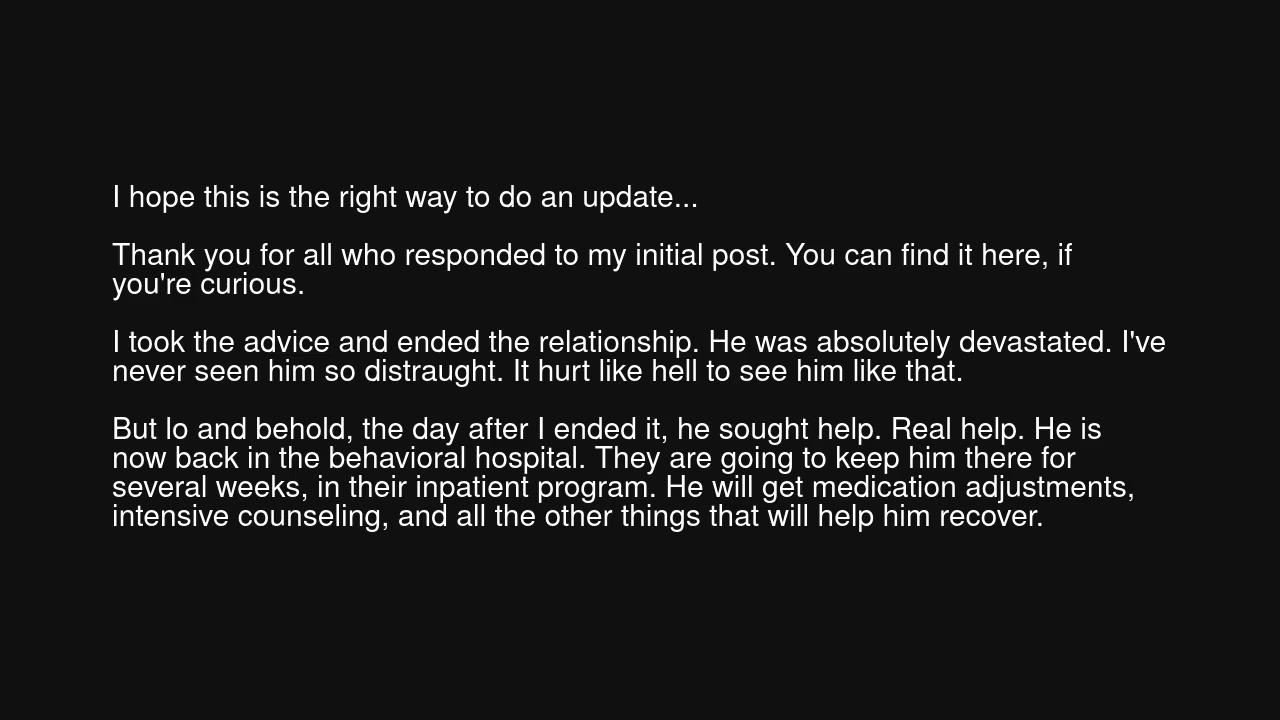 I hope this is the right way to do an update...
Thank you for all who responded to my initial post. You can find it here, if
you're curious.
I took the advice and ended the relationship. He was absolutely devastated. I've
never seen him so distraught. It hurt like hell to see him like that.
But lo and behold, the day after I ended it, he sought help. Real help. He is
now back in the behavioral hospital. They are going to keep him there for
several weeks, in their inpatient program. He will get medication adjustments,
intensive counseling, and all the other things that will help him recover.